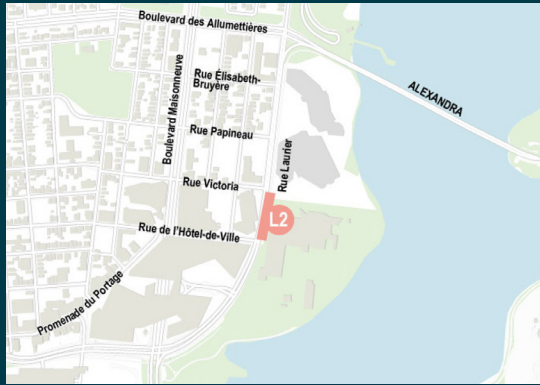 Boulevard des Allumettières
ALEXANDRA
Boulevard Maisonneuve
Rue Élisabeth-
Bruyère
Rue Papineau
Rue Laurier
Rue Victoria
L2
Rue de l'Hôtel-de-Ville
Promenade du Portage